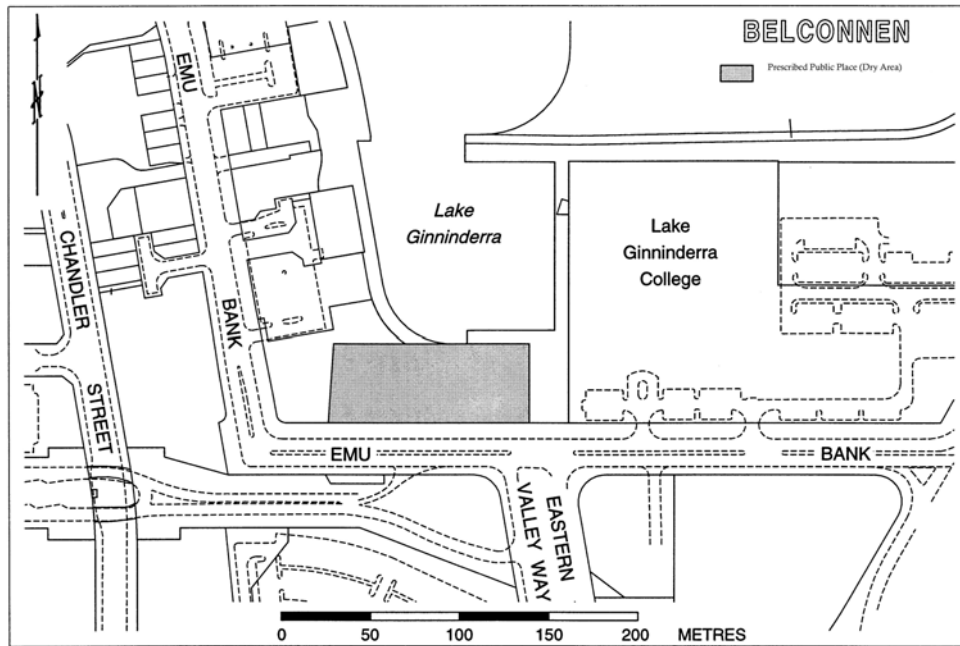 BELCONNEN
Prescribed Public Place (Dry Area)
EMU
Lake
Ginninderra
Lake
Ginninderra
College
CHANDLER
STREET
BANK
EMU
BANK
EASTERN
VALLEY WAY
0 50 100 150 200 METRES
N